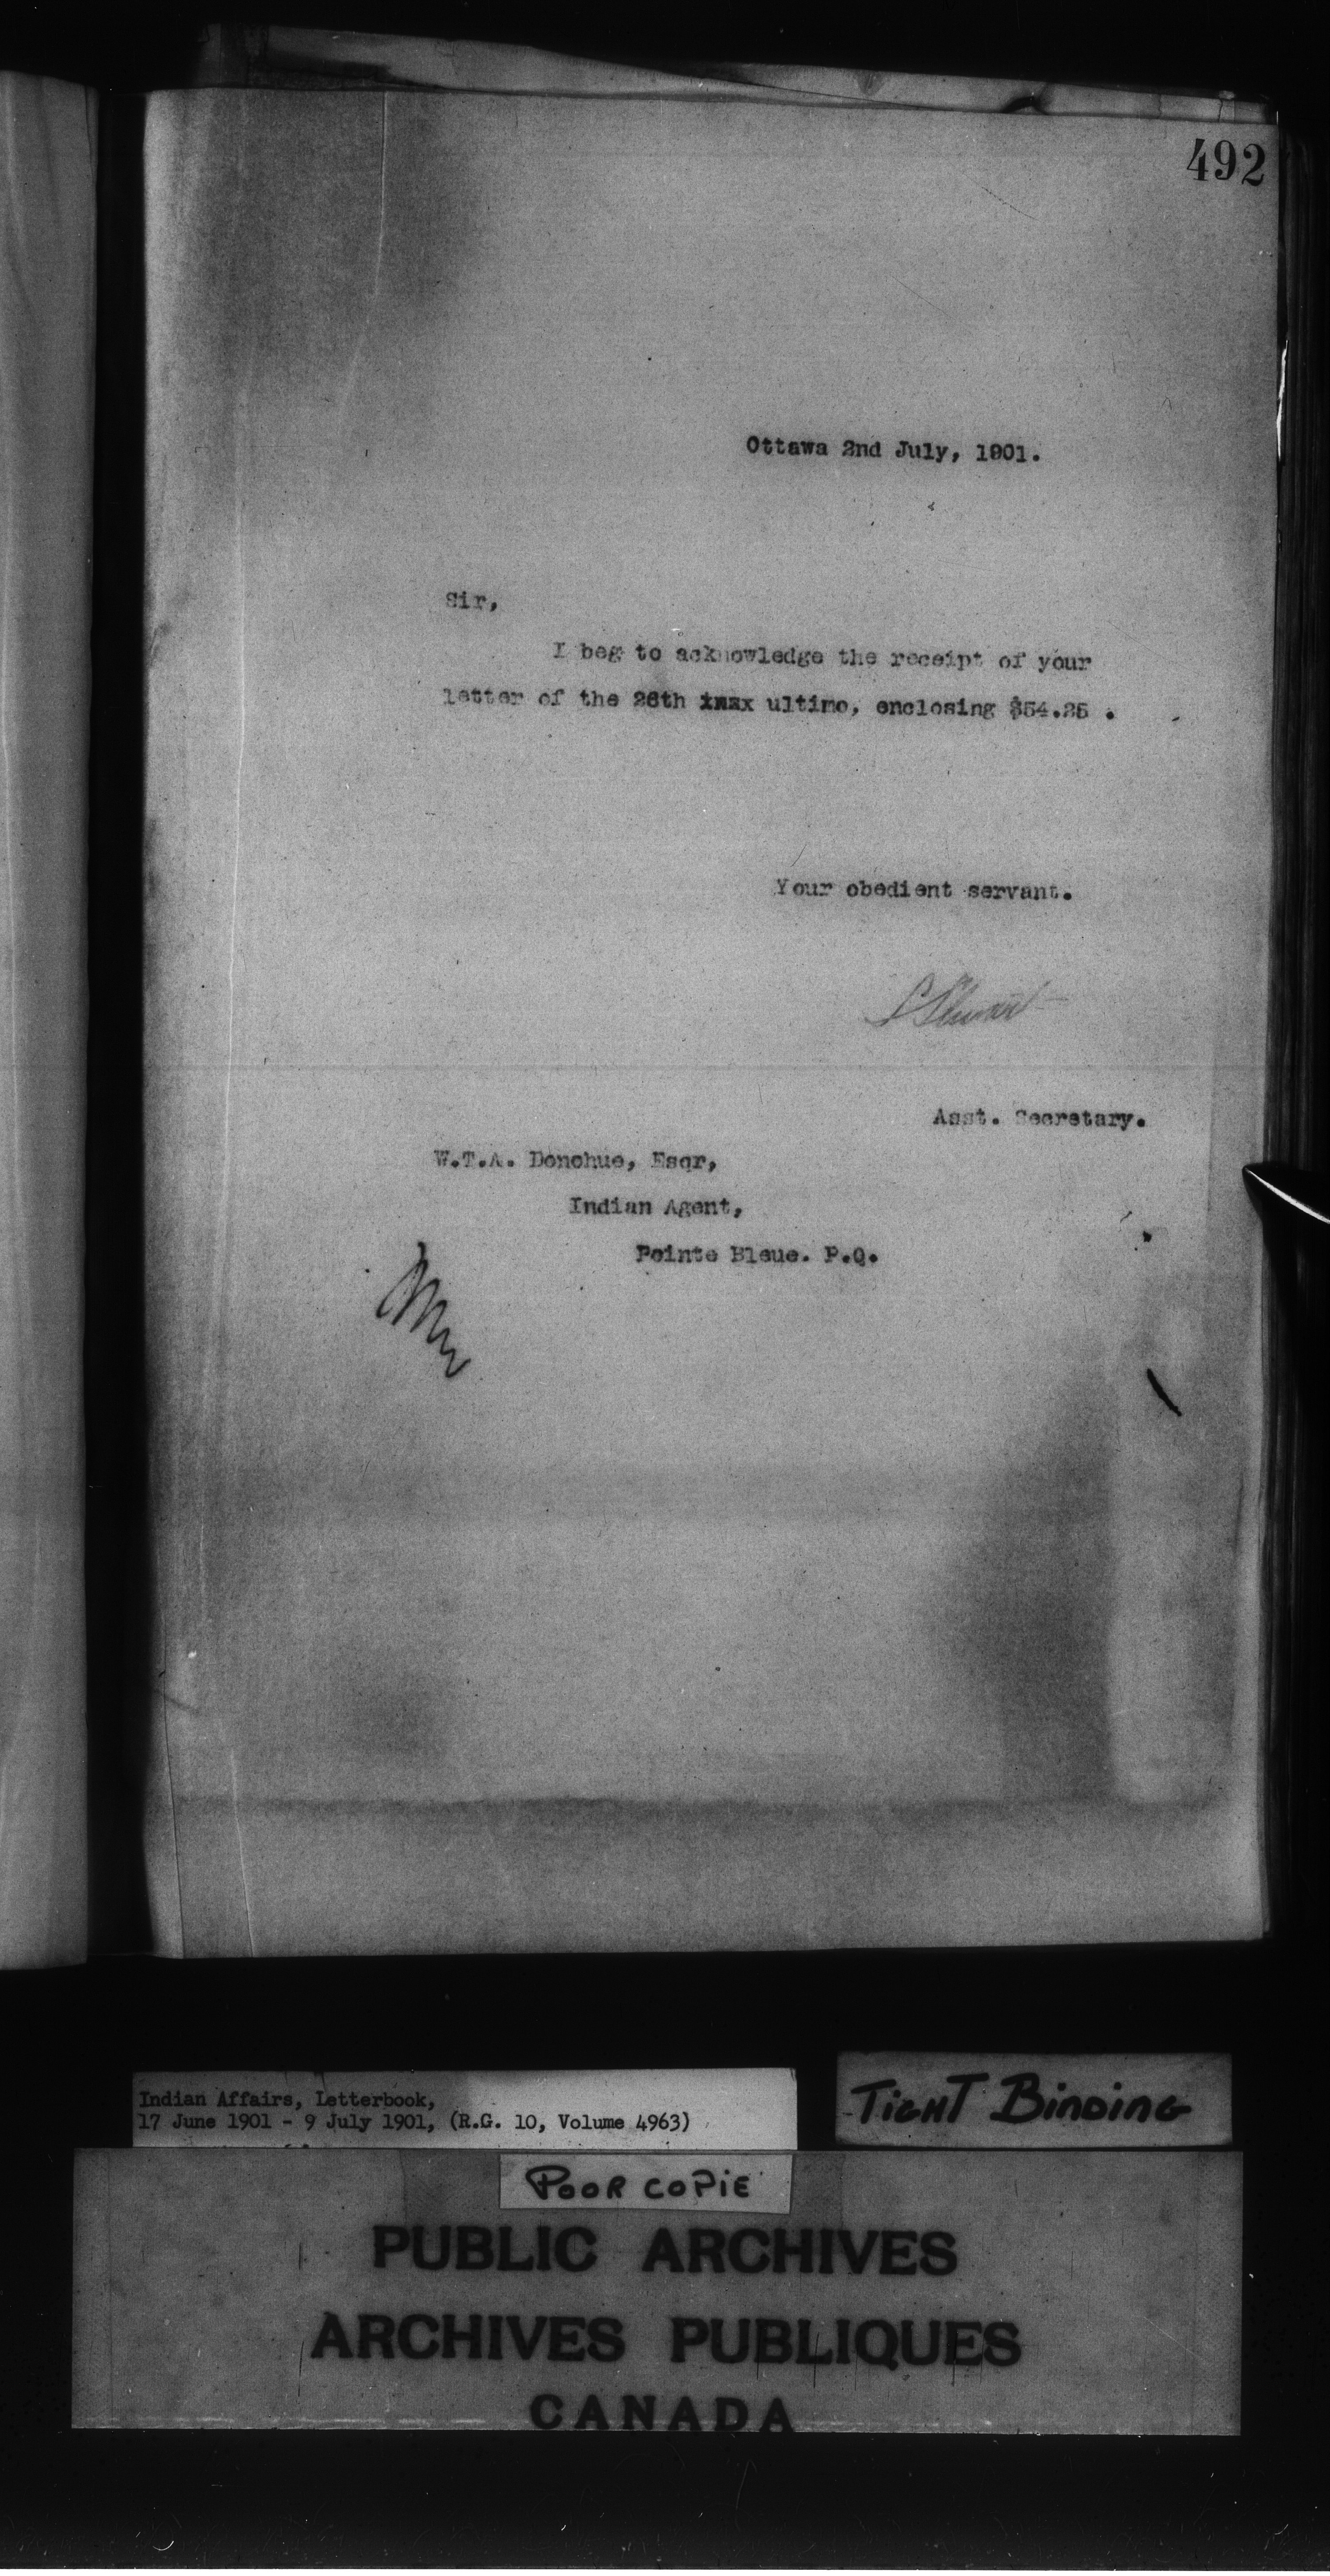 492
Ottawa 2nd July, 1901.
Sir,
I beg to acknowledge the receipt of your
letter of the 26th ultimo, enclosing $54.25 .
Your obedient servant.
S Stewart
Asst. Secretary.
W.T.A. Donohue, Esqr,
Indian Agent,
Pointe Bleue. P.Q.
Indian Affairs, Letterbook,
17 June 1901 - 9 July 1901, (R.G. 10, Volume 4963)
TIGHT BINDING
POOR COPIE
PUBLIC ARCHIVES
ARCHIVES PUBLIQUES
CANADA